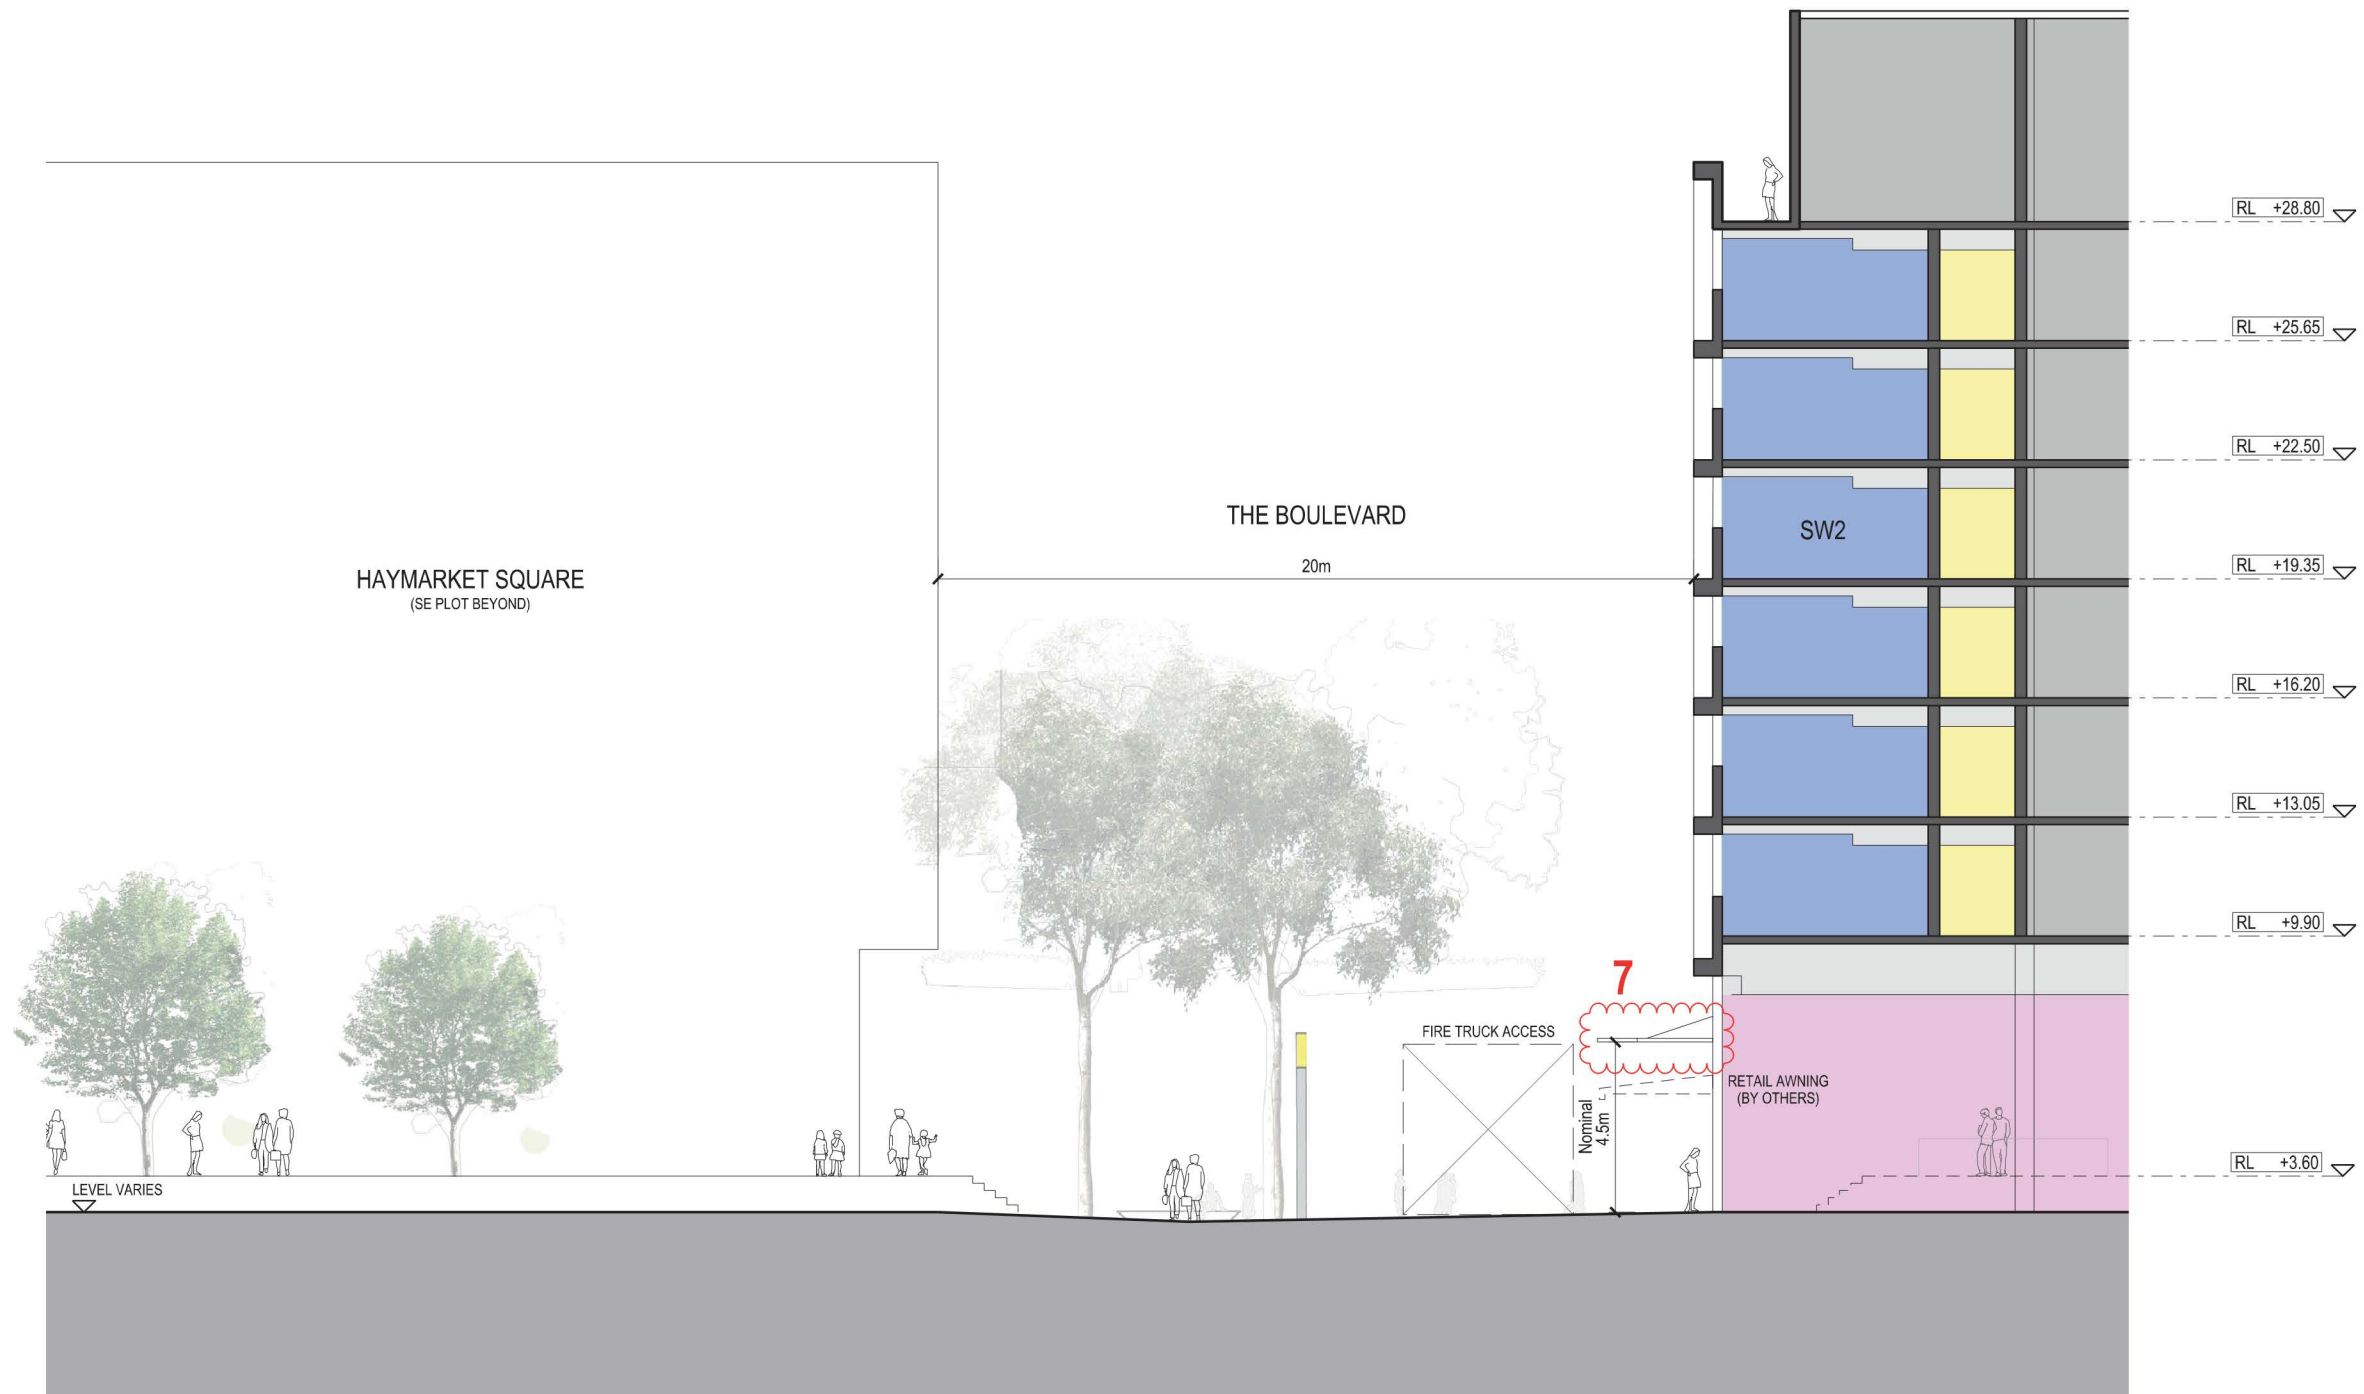 RL +28.80
RL +25.65
RL +22.50
THE BOULEVARD
SW2
20m
HAYMARKET SQUARE
(SE PLOT BEYOND)
RL +19.35
RL +16.20
RL +13.05
RL +9.90
7
FIRE TRUCK ACCESS
RETAIL AWNING
(BY OTHERS)
Nominal
4.5m
RL +3.60
LEVEL VARIES